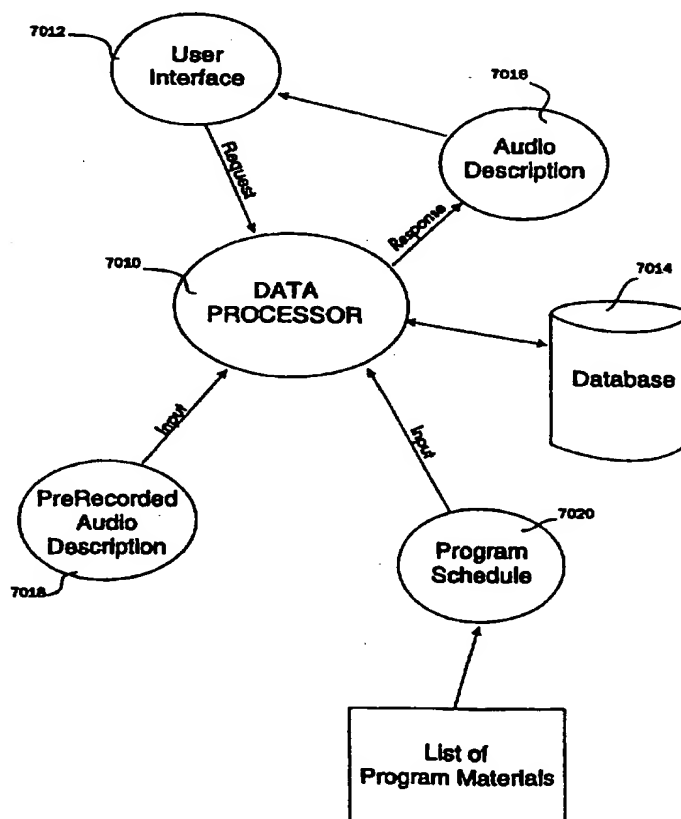 7012
User
Interface
7016
Audio
Description
Request
Response
7010
DATA
PROCESSOR
7014
Database
Input
Input
PreRecorded
Audio
Description
7018
7020
Program
Schedule
List of
Program Materials